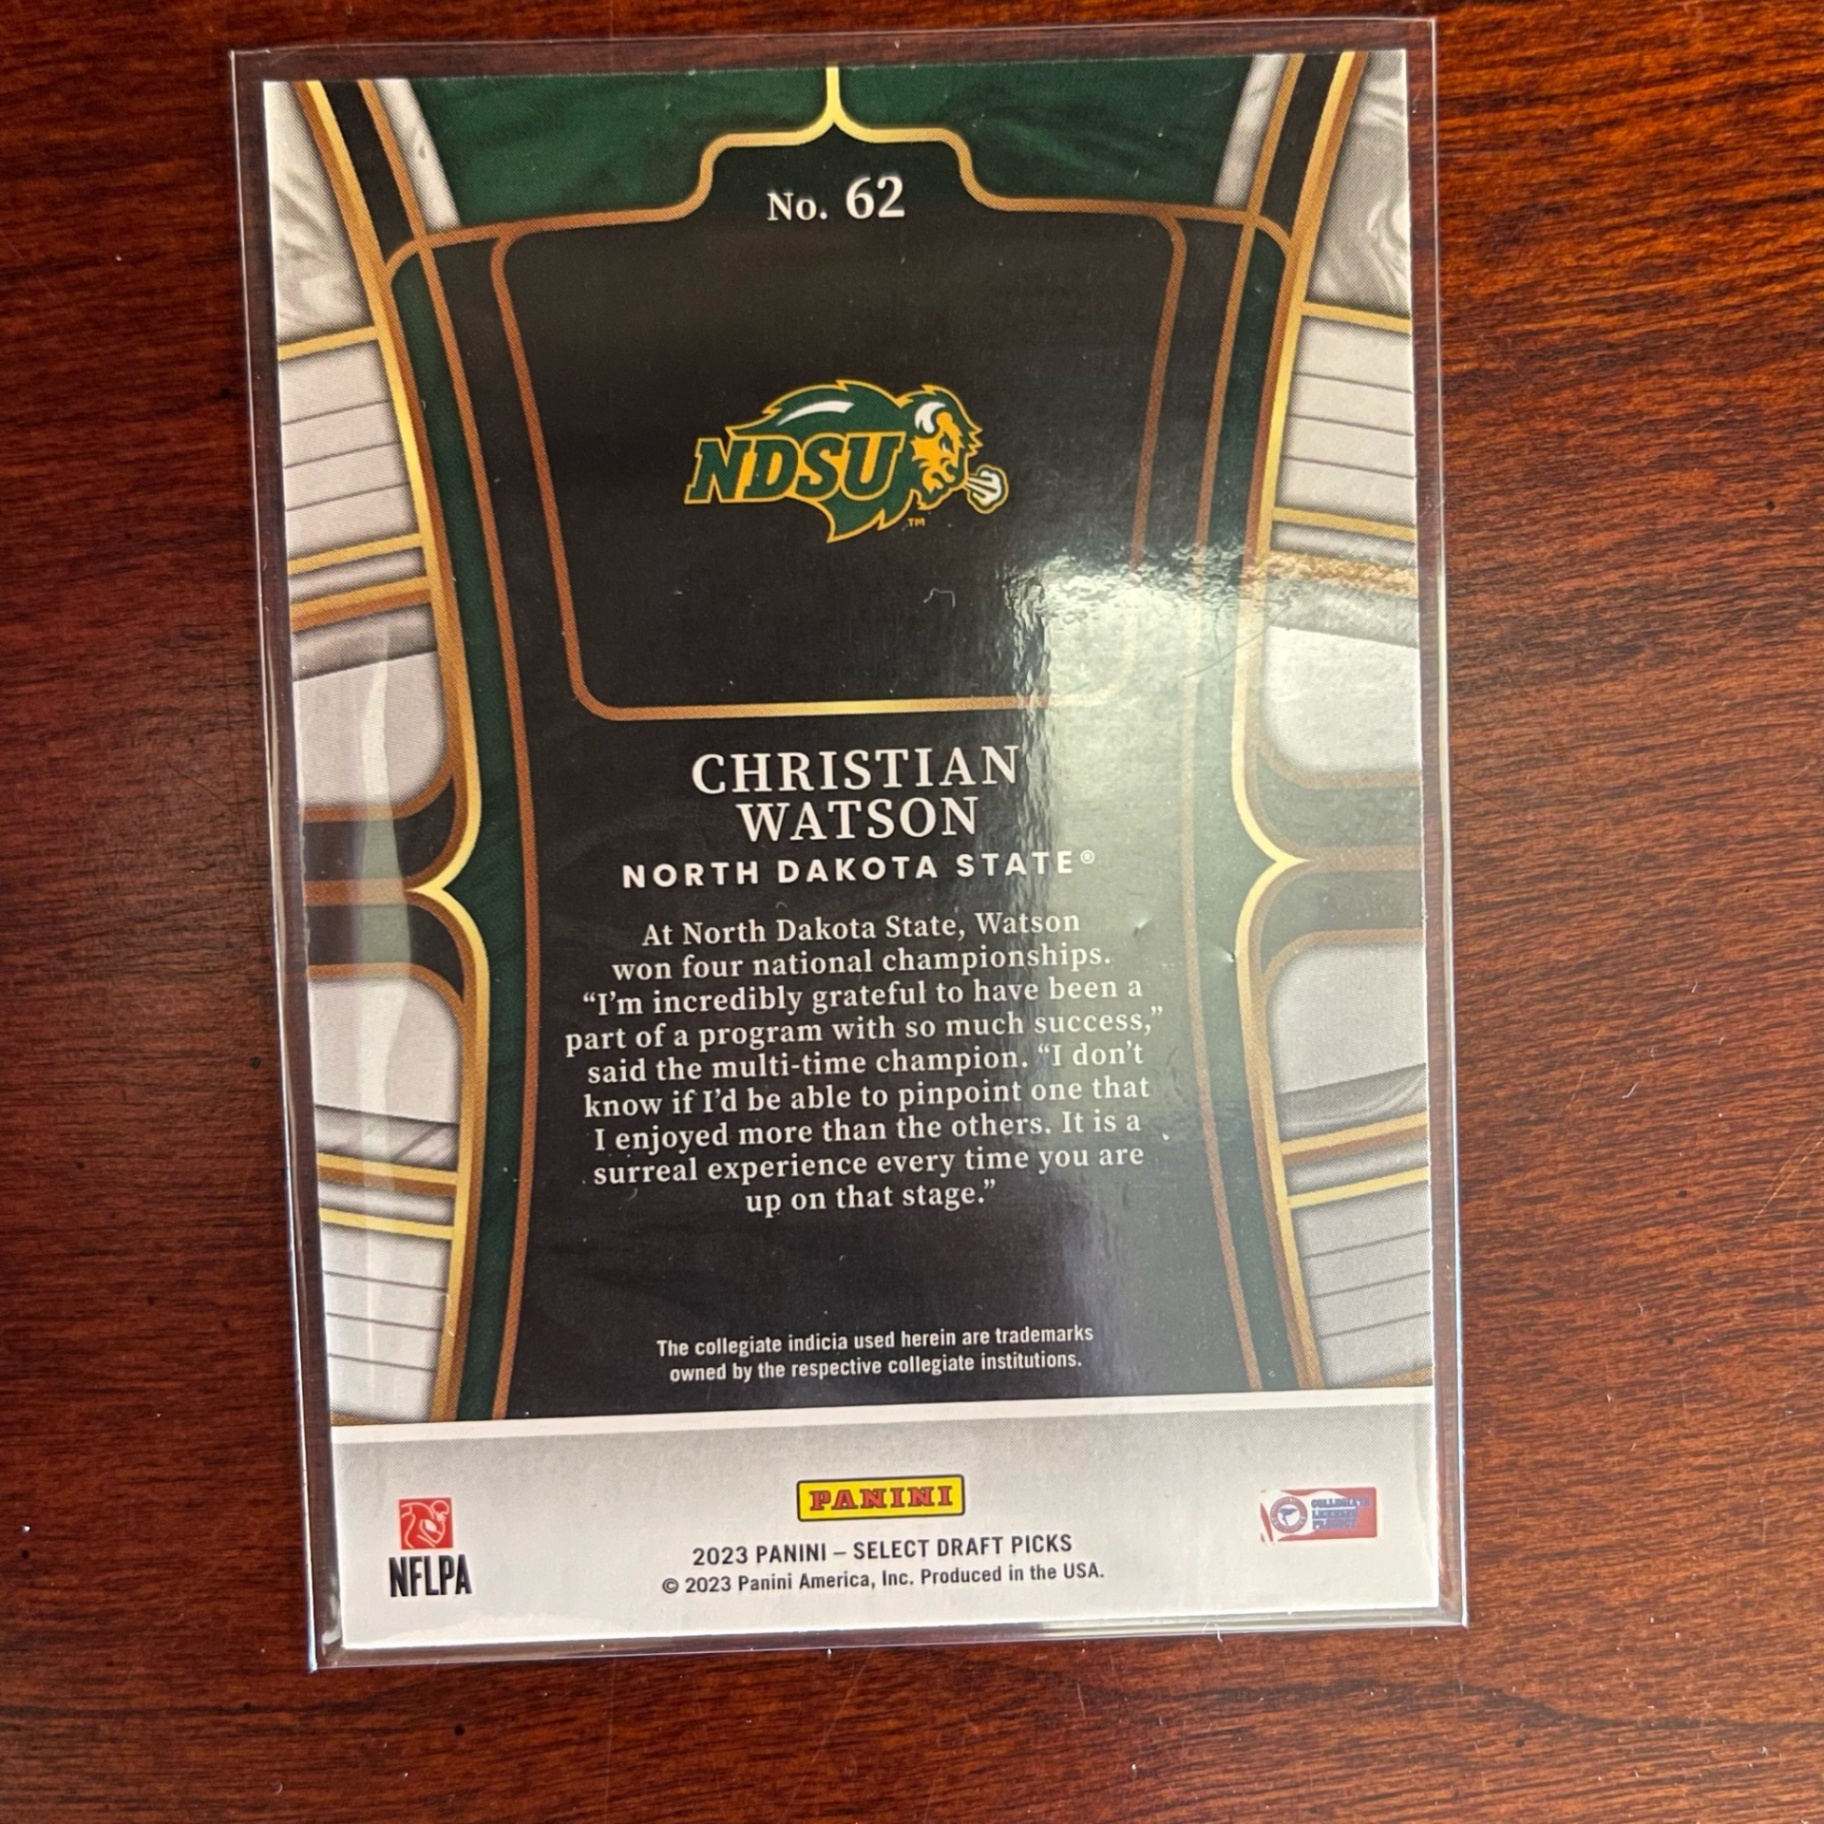 No. 62
NDSU
TM
CHRISTIAN
WATSON
NORTH DAKOTA STATE®
At North Dakota State, Watson
won four national championships.
“I’m incredibly grateful to have been a
part of a program with so much success,”
said the multi-time champion. “I don’t
know if I’d be able to pinpoint one that
I enjoyed more than the others. It is a
surreal experience every time you are
up on that stage.”
The collegiate indicia used herein are trademarks
owned by the respective collegiate institutions.
PANINI
NFLPA
COLLEGIATE
LICENSED
PRODUCT
2023 PANINI – SELECT DRAFT PICKS
© 2023 Panini America, Inc. Produced in the USA.